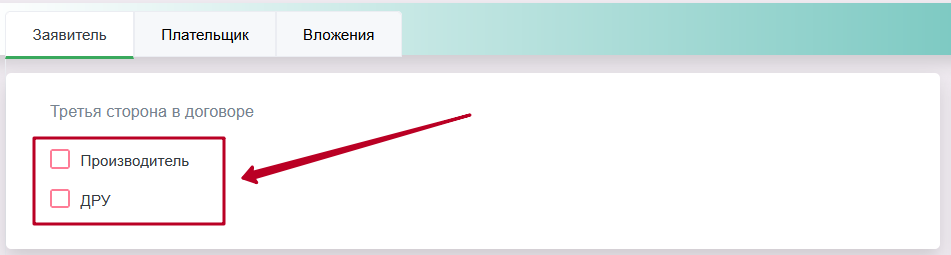 Заявитель Плательщик Вложения
Третья сторона в договоре
Производитель
ДРУ